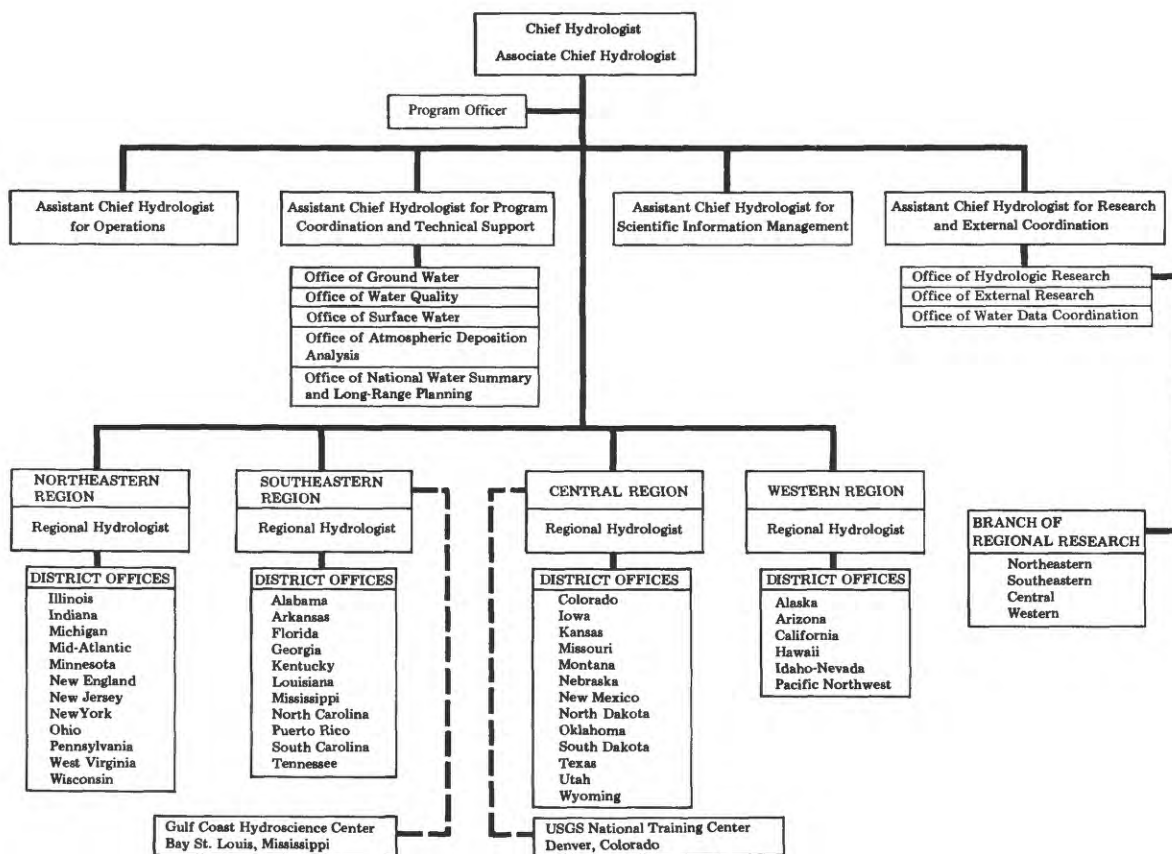 Chief Hydrologist
Associate Chief Hydrologist
Program Officer
Assistant Chief Hydrologist
for Operations
Assistant Chief Hydrologist for Program
Coordination and Technical Support
Office of Ground Water
Office of Water Quality
Office of Surface Water
Office of Atmospheric Deposition
Analysis
Office of National Water Summary
and Long-Range Planning
Assistant Chief Hydrologist for
Scientific Information Management
Assistant Chief Hydrologist for Research
and External Coordination
Office of Hydrologic Research
Office of External Research
Office of Water Data Coordination
NORTHEASTERN
REGION
Regional Hydrologist
DISTRICT OFFICES
Illinois
Indiana
Michigan
Mid-Atlantic
Minnesota
New England
New Jersey
NewYork
Ohio
Pennsylvania
West Virginia
Wisconsin
SOUTHEASTERN
REGION
Regional Hydrologist
DISTRICT OFFICES
Alabama
Arkansas
Florida
Georgia
Kentucky
Louisiana
Mississippi
North Carolina
Puerto Rico
South Carolina
Tennessee
CENTRAL REGION
Regional Hydrologist
DISTRICT OFFICES
Colorado
Iowa
Kansas
Missouri
Montana
Nebraska
New Mexico
North Dakota
Oklahoma
South Dakota
Texas
Utah
Wyoming
WESTERN REGION
Regional Hydrologist
DISTRICT OFFICES
Alaska
Arizona
California
Hawaii
Idaho-Nevada
Pacific Northwest
BRANCH OF
REGIONAL RESEARCH
Northeastern
Southeastern
Central
Western
Gulf Coast Hydroscience Center
Bay St. Louis, Mississippi
USGS National Training Center
Denver, Colorado